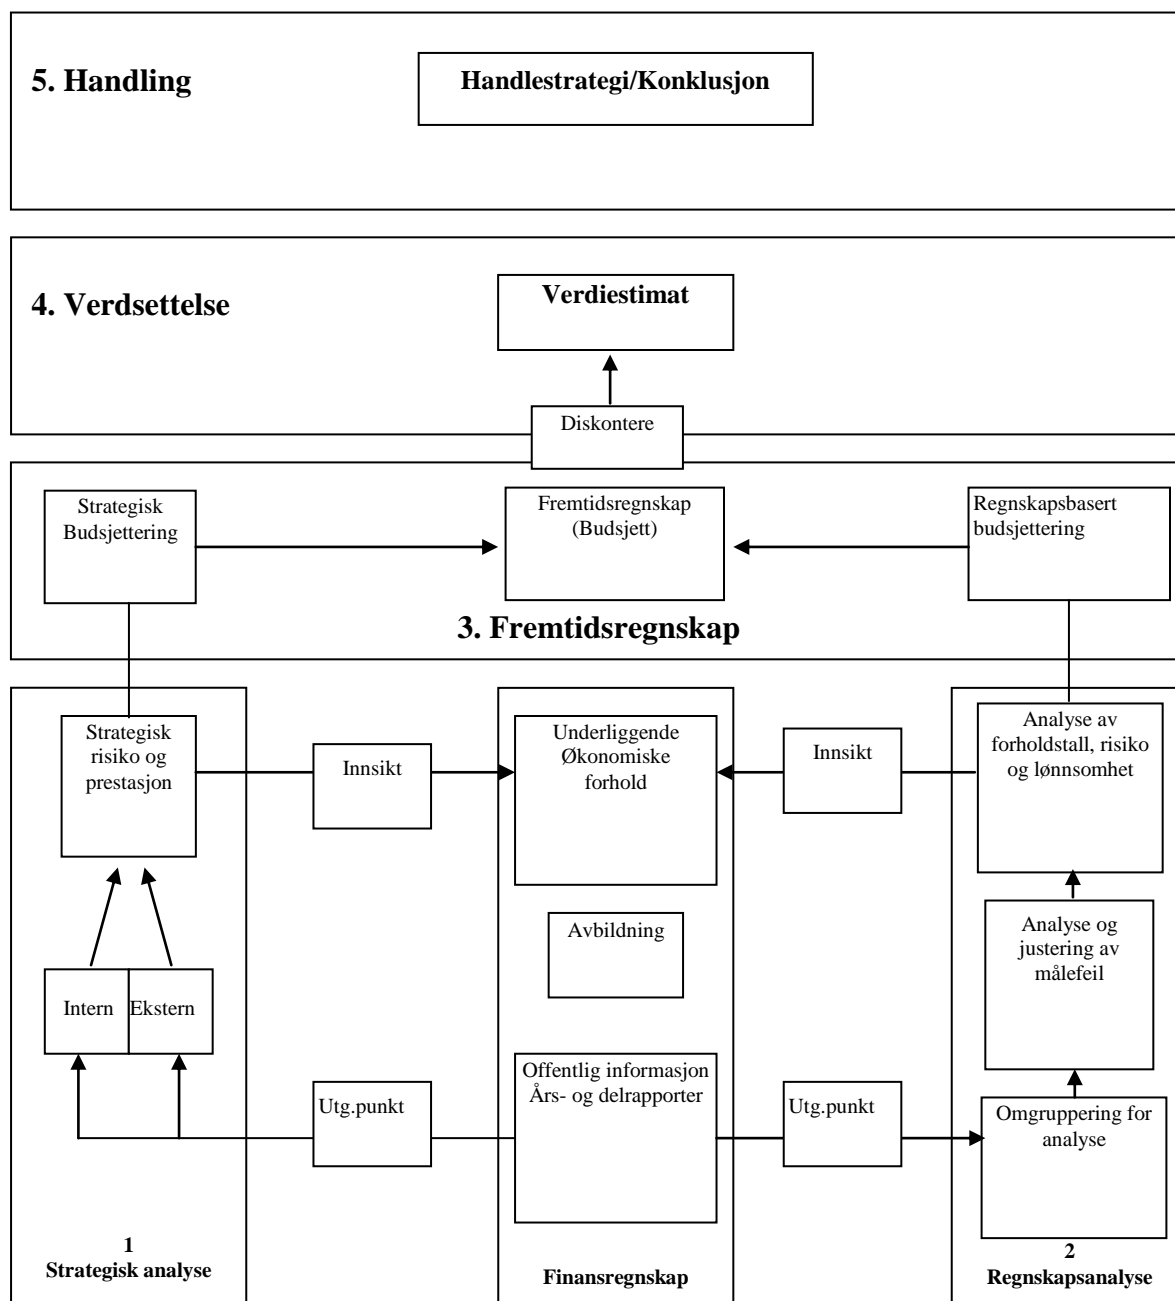 5. Handling
Handlestrategi/Konklusjon
4. Verdsettelse
Verdiestimat
Diskontere
Strategisk
Budsjettering
Fremtidsregnskap
(Budsjett)
Regnskapsbasert
budsjettering
3. Fremtidsregnskap
Strategisk
risiko og
prestasjon
Innsikt
Underliggende
Økonomiske
forhold
Innsikt
Analyse av
forholdstall, risiko
og lønnsomhet
Avbildning
Analyse og
justering av
målefeil
Intern
Ekstern
Utg.punkt
Offentlig informasjon
Års- og delrapporter
Utg.punkt
Omgruppering for
analyse
1
Strategisk analyse
Finansregnskap
2
Regnskapsanalyse